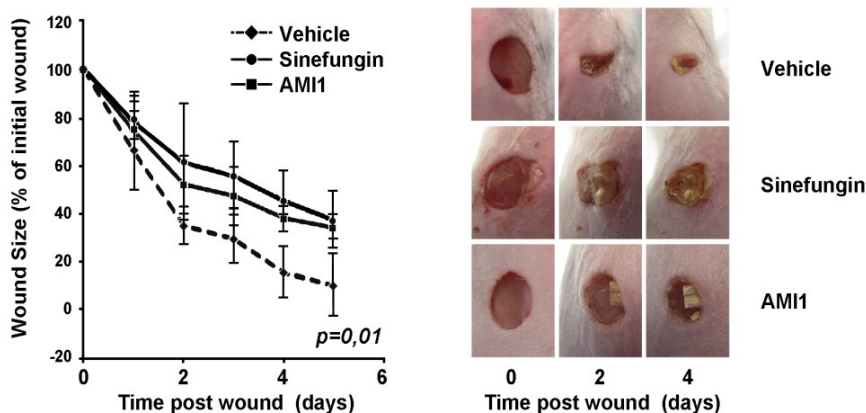 Wound Size (% of initial wound)
120
100
80
60
40
20
0
-20
0 2 4 6
Time post wound (days)
Vehicle
Sinefungin
AMI1
p=0,01
Vehicle
Sinefungin
AMI1
0 2 4
Time post wound (days)